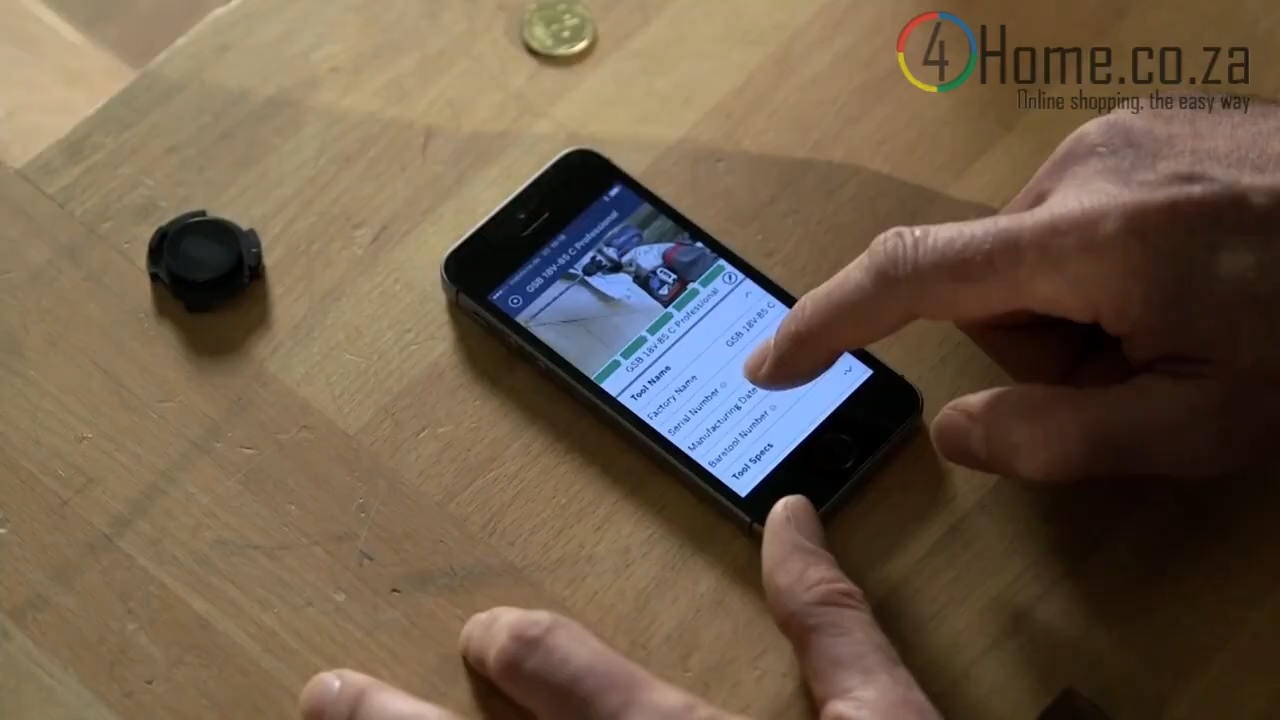 4Home.co.za
Online shopping, the easy way
GSB 18V-85 C Professional
GSB 18V-85 C Professional
Tool Name
Factory Name
GSB 18V-85 C
Serial Number
Manufacturing Date
Baretool Number
Tool Specs